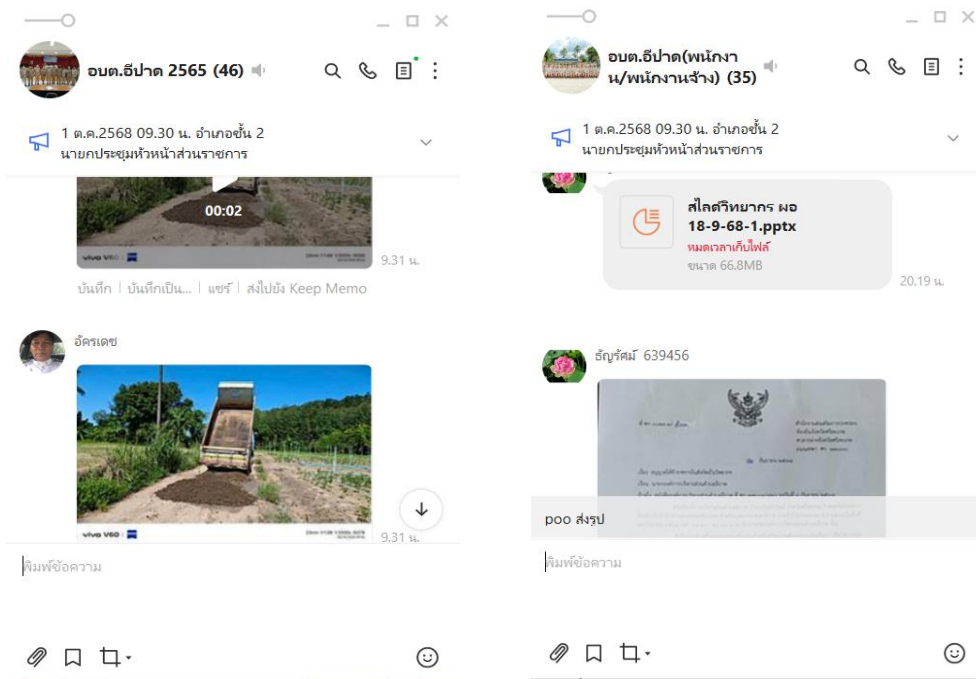 อบต.อีปาด 2565 (46)
1 ต.ค.2568 09.30 น. อำเภอชั้น 2
นายกประชุมหัวหน้าส่วนราชการ
00:02
vivo V60
9.31 น.
บันทึก | บันทึกเป็น... | แชร์ | ส่งไปยัง Keep Memo
อัครเดช
vivo V60
9.31 น.
พิมพ์ข้อความ
อบต.อีปาด(พนักงา
น/พนักงานจ้าง) (35)
1 ต.ค.2568 09.30 น. อำเภอชั้น 2
นายกประชุมหัวหน้าส่วนราชการ
สไลด์วิทยากร ผอ
18-9-68-1.pptx
หมดเวลาเก็บไฟล์
ขนาด 66.8MB
20.19 น.
ธัญรัศม์ 639456
poo ส่งรูป
พิมพ์ข้อความ